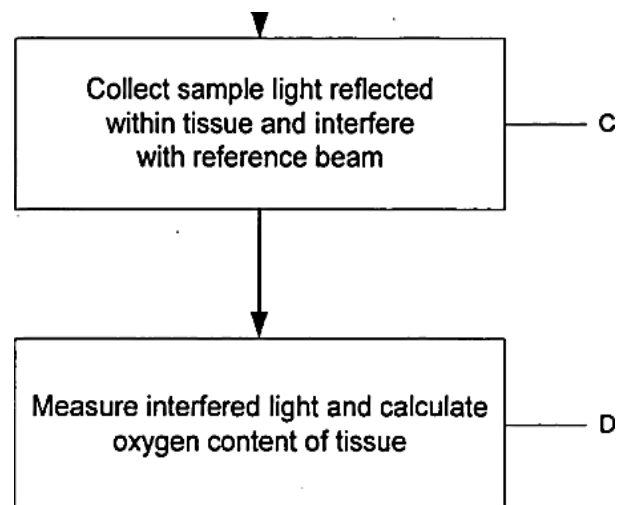 Collect sample light reflected
within tissue and interfere
with reference beam
C
Measure interfered light and calculate
oxygen content of tissue
D